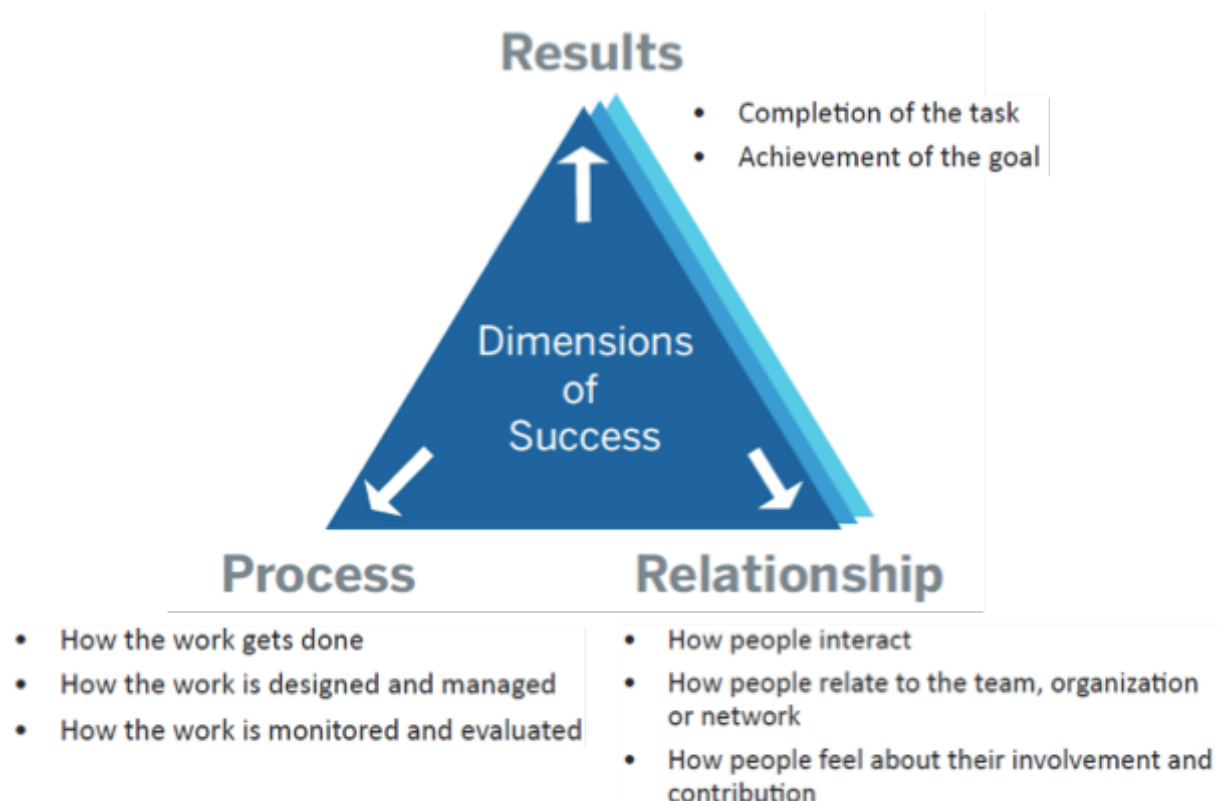 Results
• Completion of the task
• Achievement of the goal
Dimensions
of
Success
Process
• How the work gets done
• How the work is designed and managed
• How the work is monitored and evaluated
Relationship
• How people interact
• How people relate to the team, organization
or network
• How people feel about their involvement and
contribution